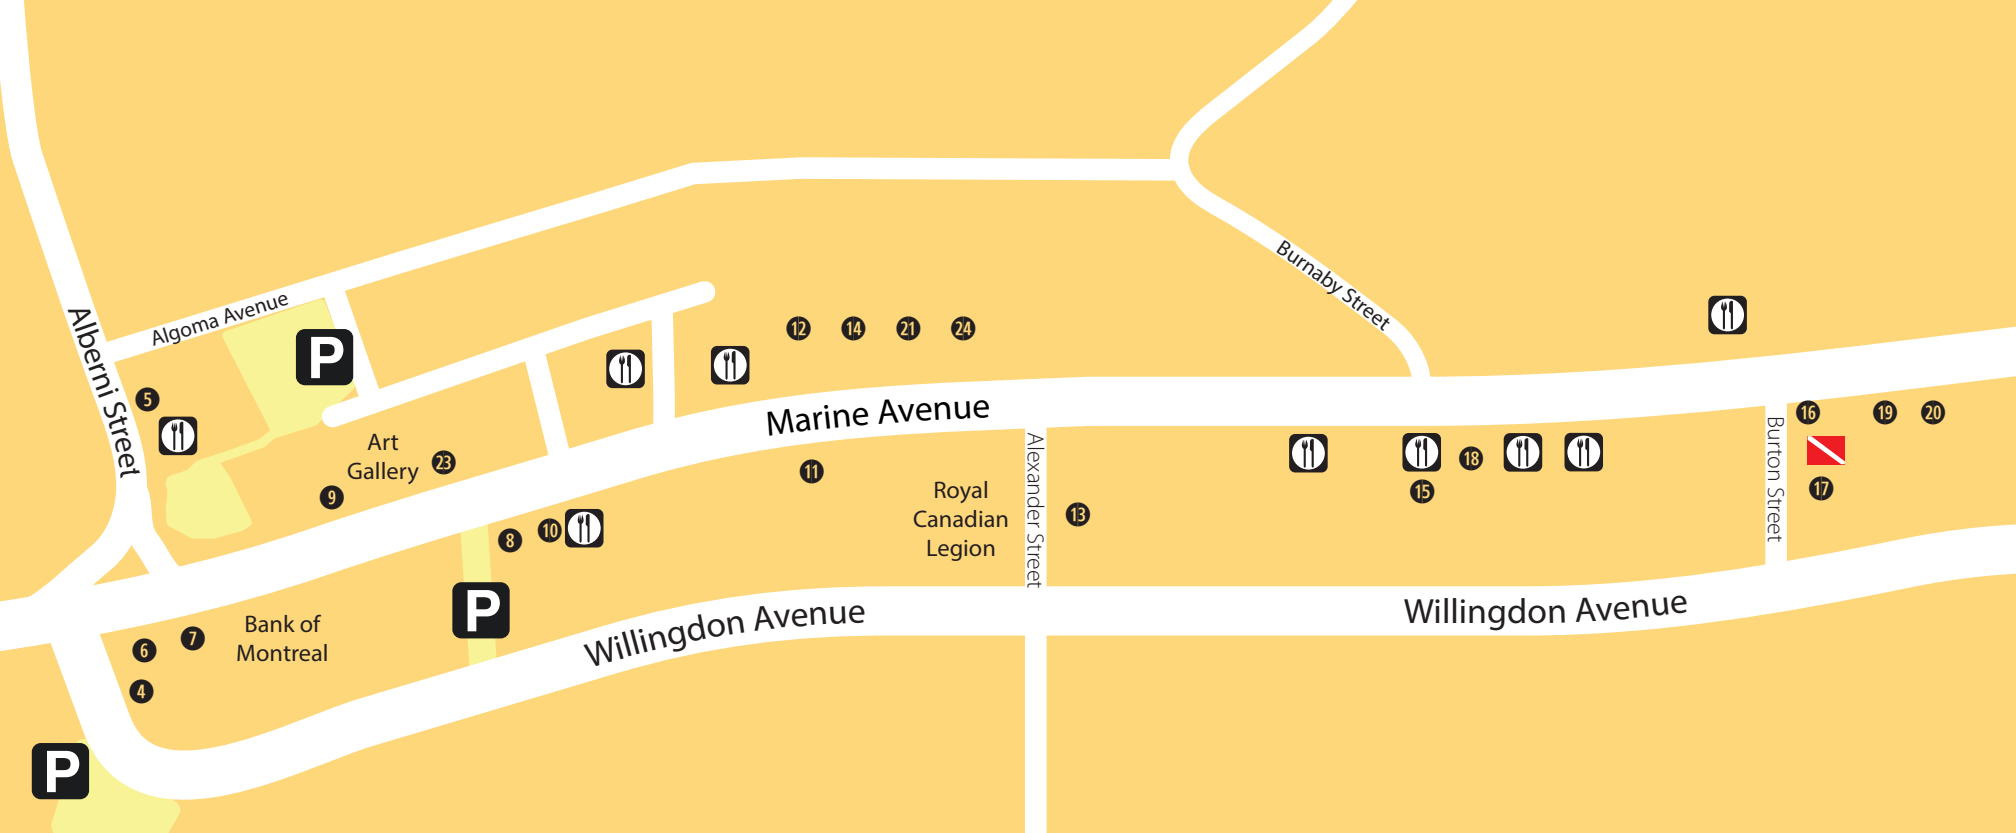 Burnaby Street
Algoma Avenue
Alberni Street
P
12
14
21
24
5
Marine Avenue
16
19
20
Art
Gallery
23
9
11
18
15
17
Royal
Canadian
Legion
Alexander Street
13
Burton Street
8
10
P
Willingdon Avenue
Willingdon Avenue
Bank of
Montreal
7
6
4
P